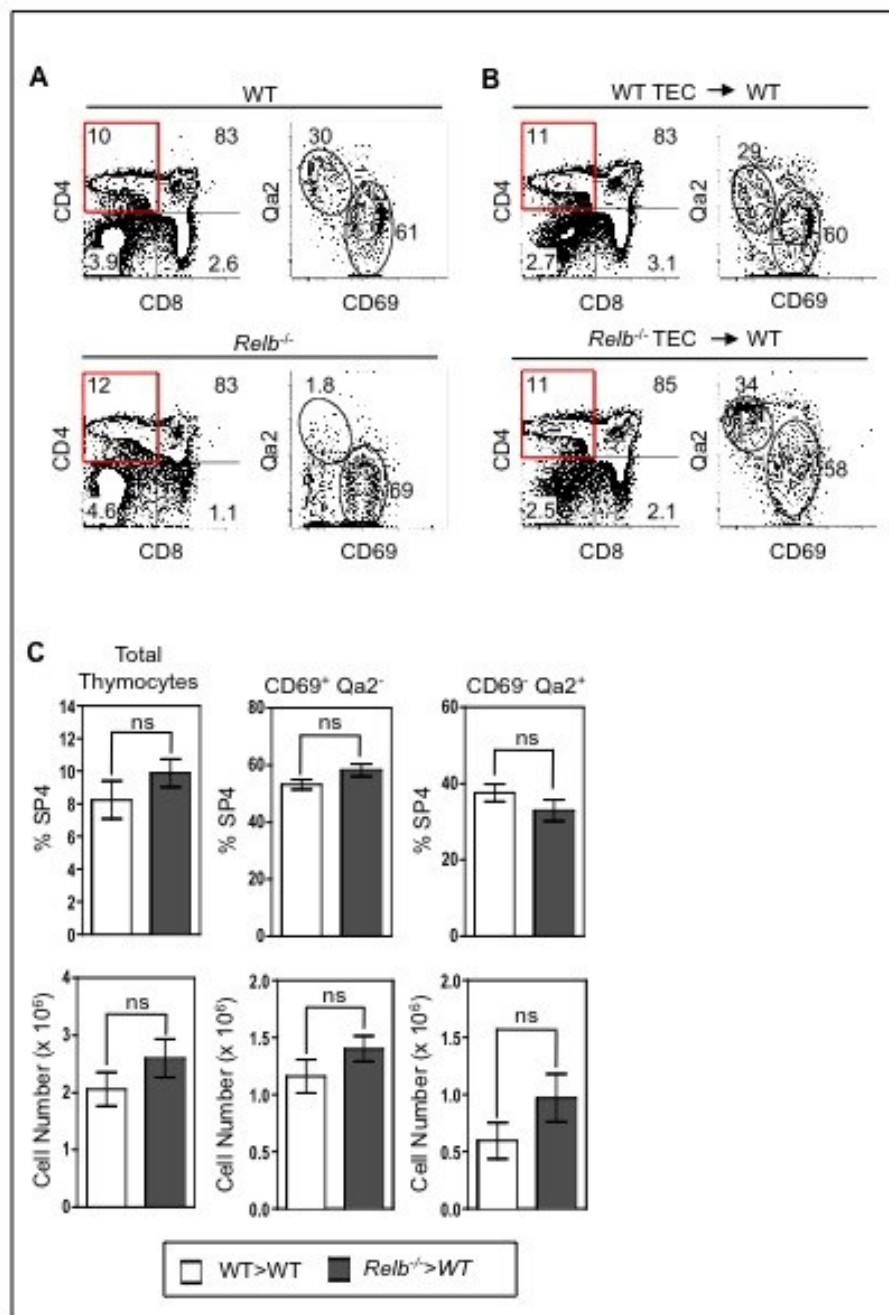 A
WT
10
83
3.9
2.6
CD4
CD8
30
61
Qa2
CD69
Relb-/-
12
83
4.6
1.1
CD4
CD8
1.8
69
Qa2
CD69
B
WT TEC → WT
11
83
2.7
3.1
CD4
CD8
29
60
Qa2
CD69
Relb-/- TEC → WT
11
85
2.5
2.1
CD4
CD8
34
58
Qa2
CD69
C
Total
Thymocytes
% SP4
14
12
10
8
6
4
2
0
ns
CD69+ Qa2-
% SP4
80
60
40
20
0
ns
CD69- Qa2+
% SP4
60
40
20
0
ns
Cell Number (x 10⁶)
4
3
2
1
0
ns
Cell Number (x 10⁶)
2.0
1.5
1.0
0.5
0.0
ns
Cell Number (x 10⁶)
2.0
1.5
1.0
0.5
0.0
ns
WT>WT
Relb-/->WT